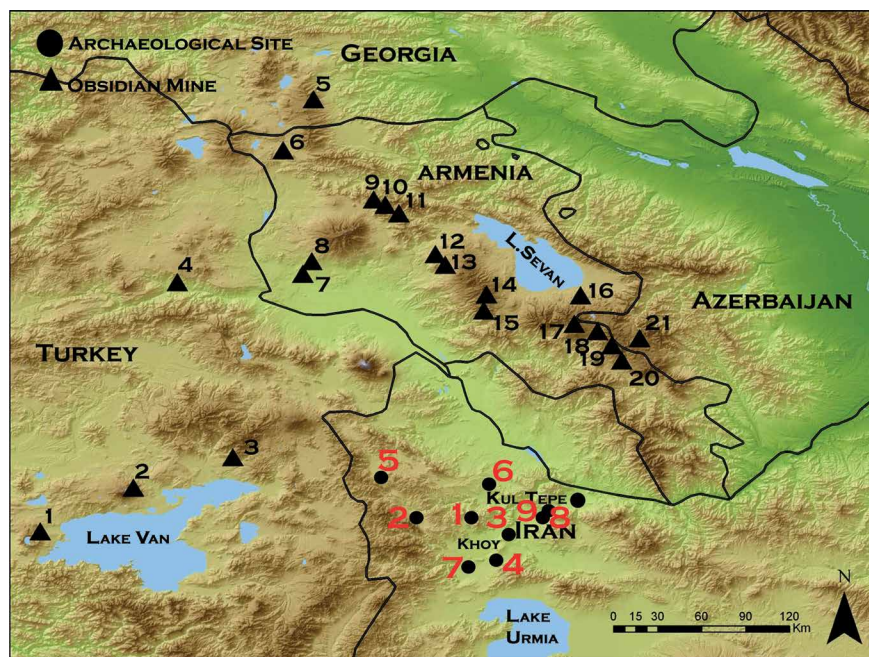 ARCHAEOLOGICAL SITE
OBSIDIAN MINE
GEORGIA
5
6
ARMENIA
9 10
11
12
13
L.SEVAN
4
8
7
14
15
16
AZERBAIJAN
17
18
19
20
21
TURKEY
3
2
1
LAKE VAN
5
6
KUL TEPE
2
1
3
9
8
IRAN
KHOY
7
4
LAKE
URMIA
N
0 15 30 60 90 120
KM